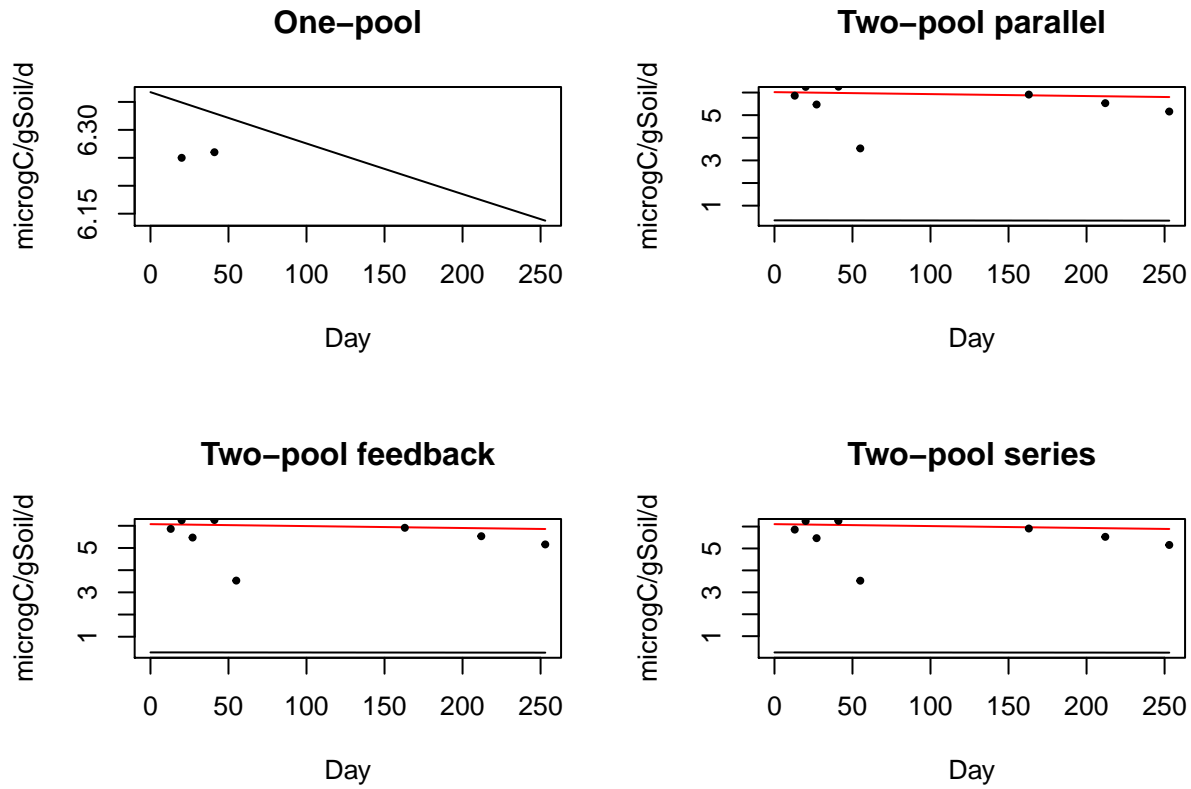 One−pool
microgC/gSoil/d
6.15 6.30
0 50 100 150 200 250
Day
Two−pool parallel
microgC/gSoil/d
1 3 5
0 50 100 150 200 250
Day
Two−pool feedback
microgC/gSoil/d
1 3 5
0 50 100 150 200 250
Day
Two−pool series
microgC/gSoil/d
1 3 5
0 50 100 150 200 250
Day